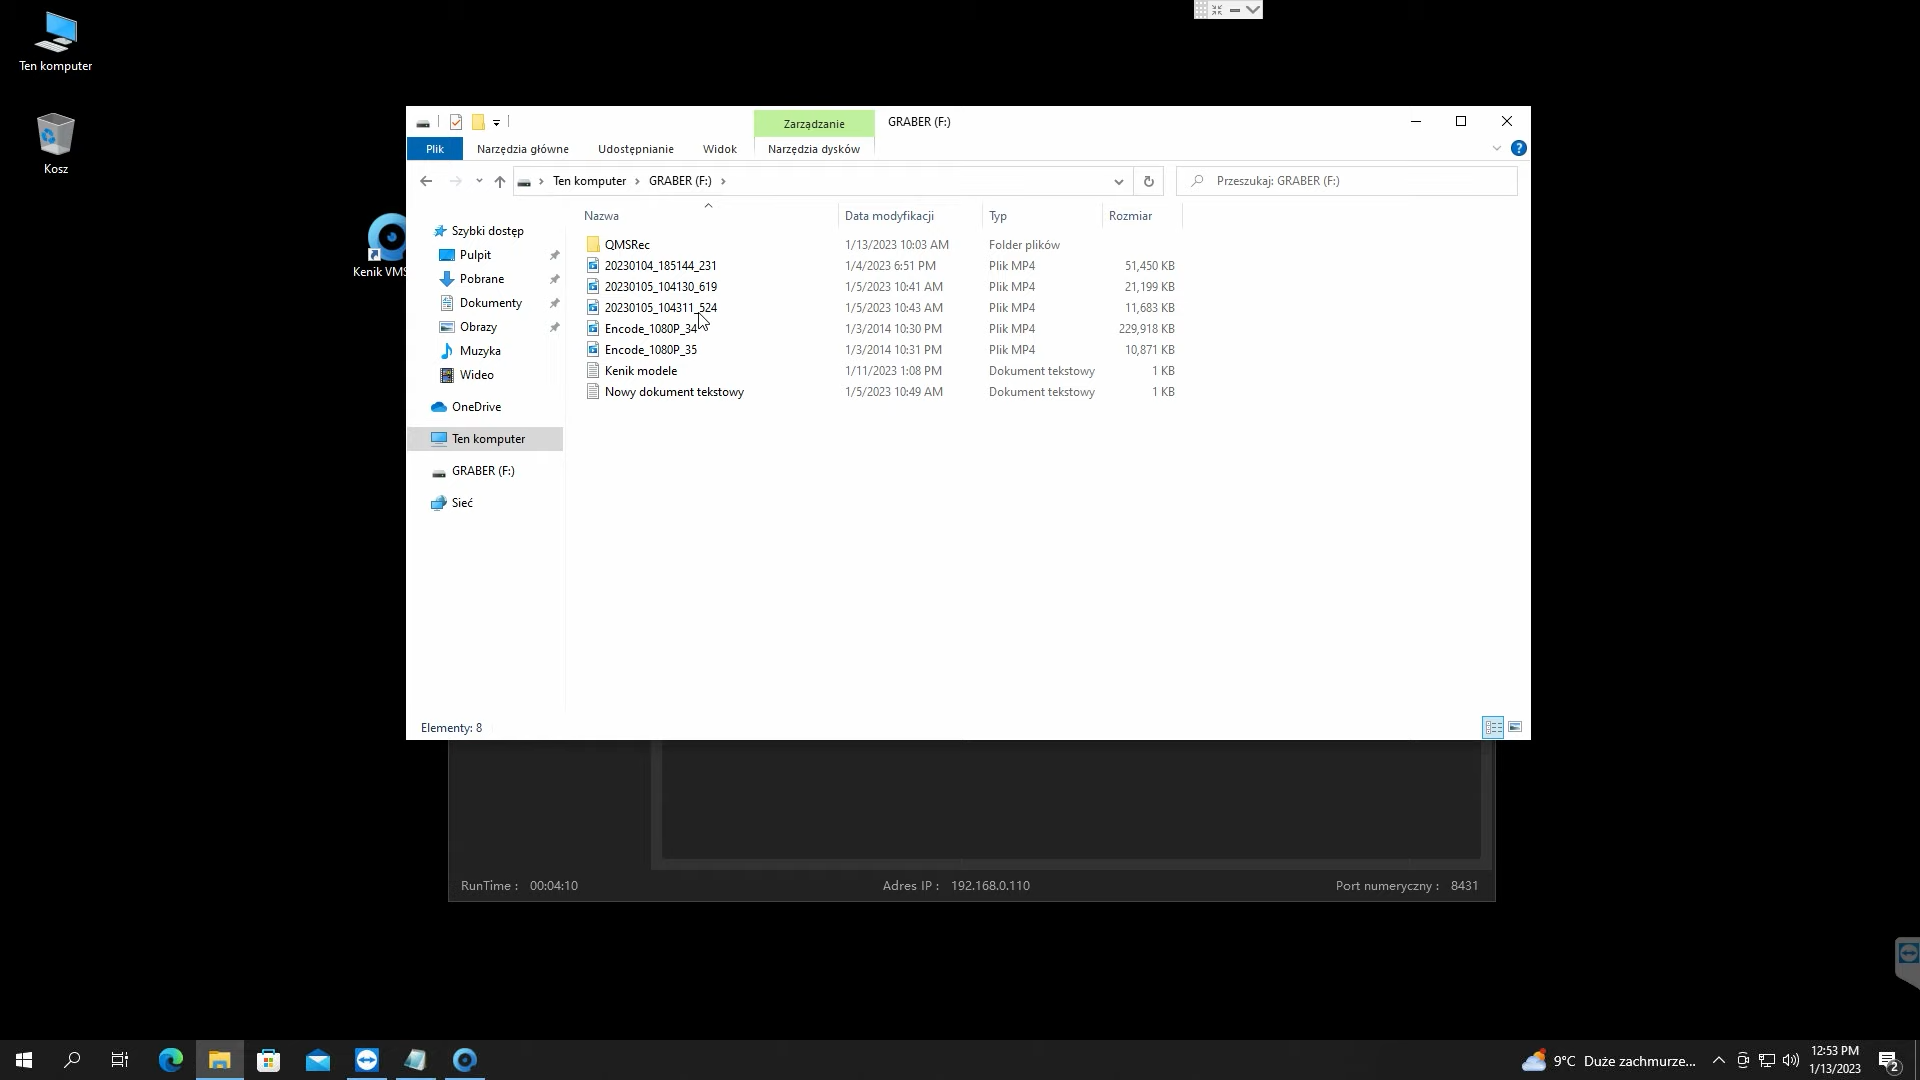 Ten komputer
Kosz
Kenik VMS
Zarządzanie
GRABER (F:)
Plik
Narzędzia główne
Udostępnianie
Widok
Narzędzia dysków
Ten komputer
GRABER (F:)
Przeszukaj: GRABER (F:)
Nazwa Data modyfikacji Typ Rozmiar
QMSRec 1/13/2023 10:03 AM Folder plików
20230104_185144_231 1/4/2023 6:51 PM Plik MP4 51,450 KB
20230105_104130_619 1/5/2023 10:41 AM Plik MP4 21,199 KB
20230105_104311_524 1/5/2023 10:43 AM Plik MP4 11,683 KB
Encode_1080P_34 1/3/2014 10:30 PM Plik MP4 229,918 KB
Encode_1080P_35 1/3/2014 10:31 PM Plik MP4 10,871 KB
Kenik modele 1/11/2023 1:08 PM Dokument tekstowy 1 KB
Nowy dokument tekstowy 1/5/2023 10:49 AM Dokument tekstowy 1 KB
Szybki dostęp
Pulpit
Pobrane
Dokumenty
Obrazy
Muzyka
Wideo
OneDrive
Ten komputer
GRABER (F:)
Sieć
Elementy: 8
RunTime : 00:04:10 Adres IP : 192.168.0.110 Port numeryczny : 8431
9°C Duże zachmurze...
12:53 PM
1/13/2023
2